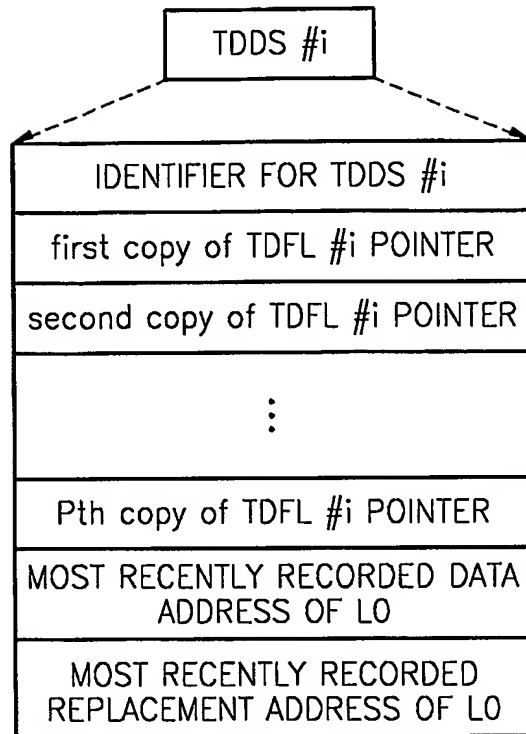 TDDS #i
IDENTIFIER FOR TDDS #i
first copy of TDFL #i POINTER
second copy of TDFL #i POINTER
⋮
Pth copy of TDFL #i POINTER
MOST RECENTLY RECORDED DATA
ADDRESS OF L0
MOST RECENTLY RECORDED
REPLACEMENT ADDRESS OF L0